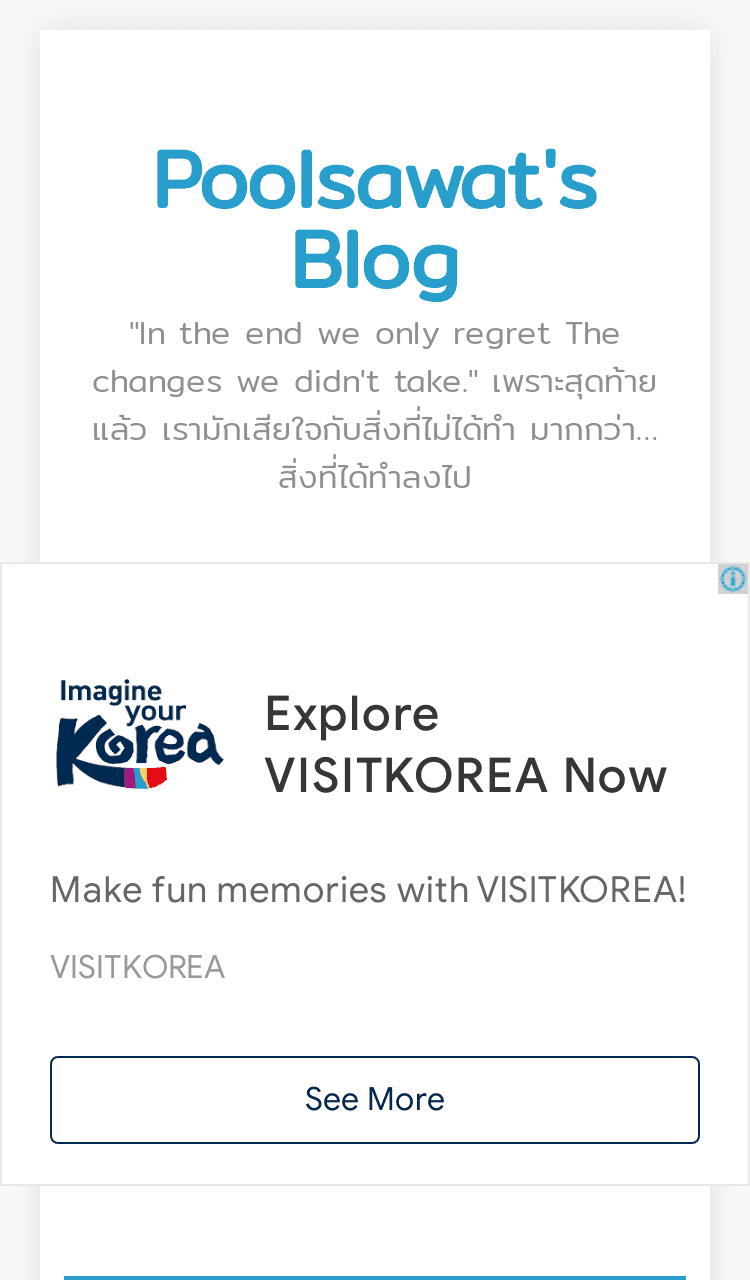 Poolsawat's
Blog
"In the end we only regret The
changes we didn't take." เพราะสุดท้าย
แล้ว เรามักเสียใจกับสิ่งที่ไม่ได้ทำ มากกว่า...
สิ่งที่ได้ทำลงไป
Imagine
your
Korea
Explore
VISITKOREA Now
Make fun memories with VISITKOREA!
VISITKOREA
See More